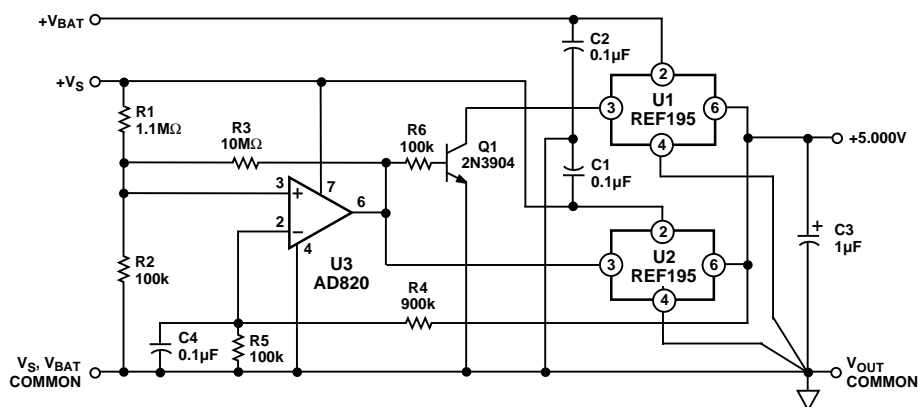 +VBAT
C2
0.1µF
+VS
R1
1.1MΩ
R3
10MΩ
R6
100k
Q1
2N3904
2
3
U1
REF195
6
4
+5.000V
C1
0.1µF
3
+
7
6
2
−
4
U3
AD820
2
3
U2
REF195
6
4
+
C3
1µF
R2
100k
R4
900k
C4
0.1µF
R5
100k
VS, VBAT
COMMON
VOUT
COMMON